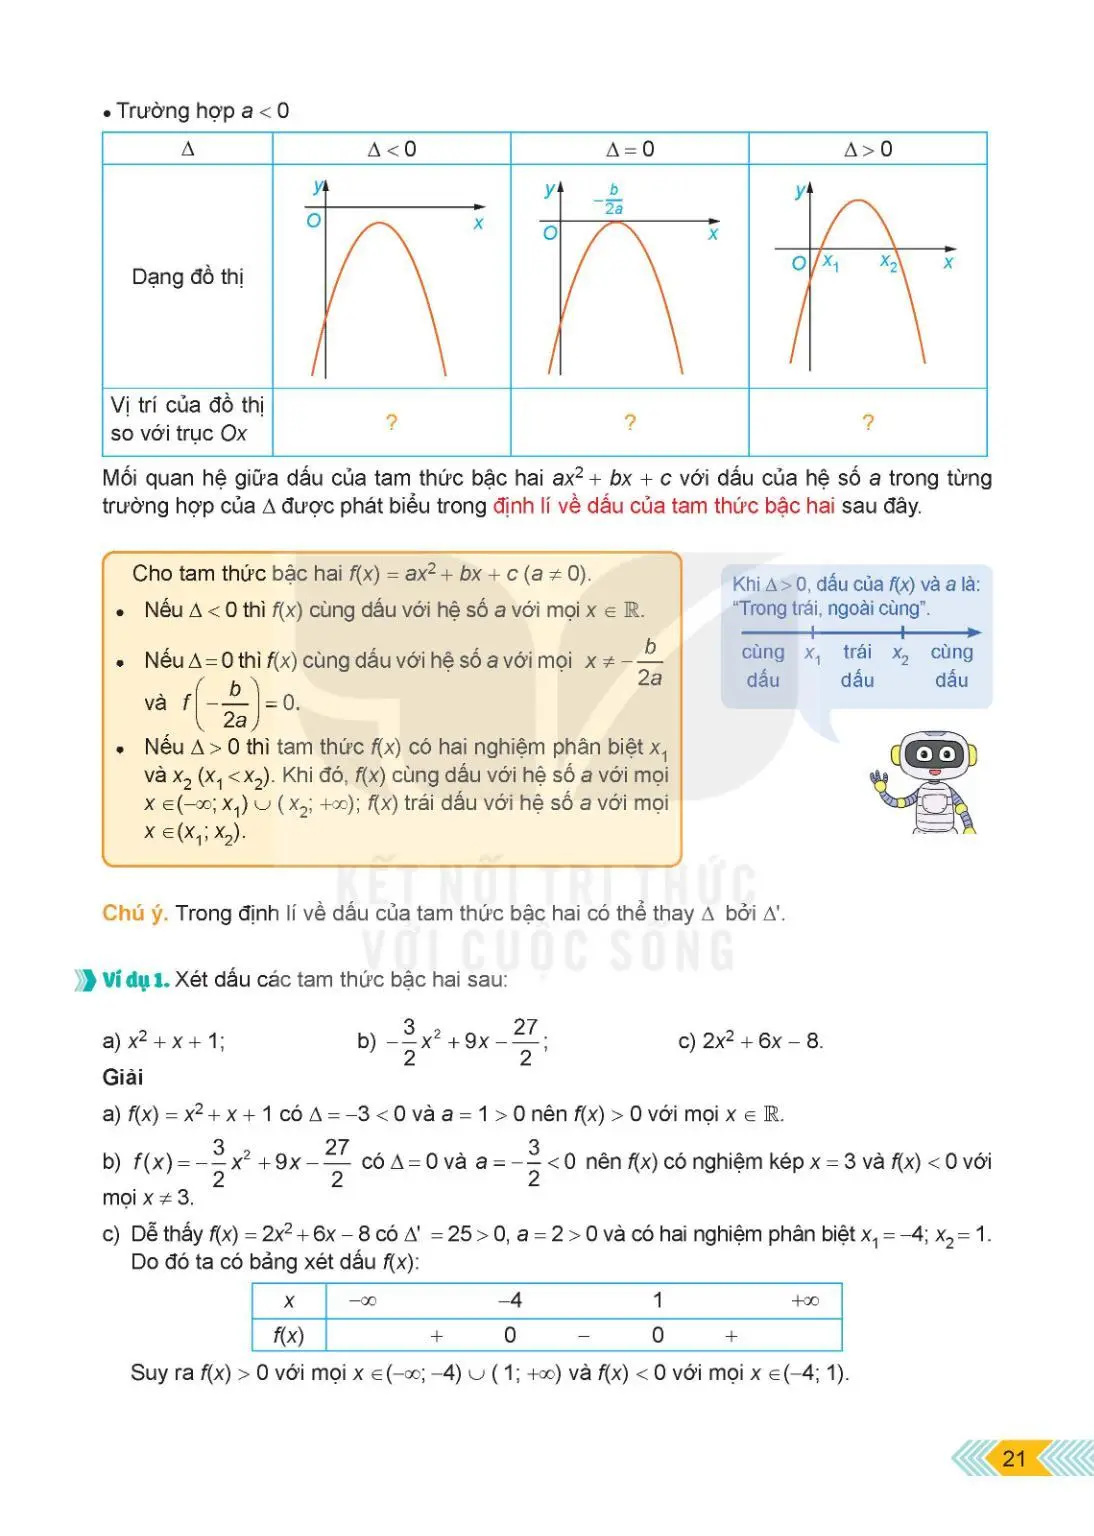 • Trường hợp a < 0
Δ Δ < 0 Δ = 0 Δ > 0
Dạng đồ thị
y O x
y O −b/2a x
y O x₁ x₂ x
Vị trí của đồ thị
so với trục Ox
? ? ?
Mối quan hệ giữa dấu của tam thức bậc hai ax² + bx + c với dấu của hệ số a trong từng
trường hợp của Δ được phát biểu trong định lí về dấu của tam thức bậc hai sau đây.
Cho tam thức bậc hai f(x) = ax² + bx + c (a ≠ 0).
• Nếu Δ < 0 thì f(x) cùng dấu với hệ số a với mọi x ∈ ℝ.
• Nếu Δ = 0 thì f(x) cùng dấu với hệ số a với mọi x ≠ −b/2a
và f(−b/2a) = 0.
• Nếu Δ > 0 thì tam thức f(x) có hai nghiệm phân biệt x₁
và x₂ (x₁ < x₂). Khi đó, f(x) cùng dấu với hệ số a với mọi
x ∈(−∞; x₁) ∪ ( x₂; +∞); f(x) trái dấu với hệ số a với mọi
x ∈(x₁; x₂).
Khi Δ > 0, dấu của f(x) và a là:
“Trong trái, ngoài cùng”.
cùng x₁ trái x₂ cùng
dấu dấu dấu
KẾT NỐI TRI THỨC
VỚI CUỘC SỐNG
Chú ý. Trong định lí về dấu của tam thức bậc hai có thể thay Δ bởi Δ'.
Ví dụ 1. Xét dấu các tam thức bậc hai sau:
a) x² + x + 1; b) −3/2 x² + 9x − 27/2; c) 2x² + 6x − 8.
Giải
a) f(x) = x² + x + 1 có Δ = −3 < 0 và a = 1 > 0 nên f(x) > 0 với mọi x ∈ ℝ.
b) f(x) = −3/2 x² + 9x − 27/2 có Δ = 0 và a = −3/2 < 0 nên f(x) có nghiệm kép x = 3 và f(x) < 0 với
mọi x ≠ 3.
c) Dễ thấy f(x) = 2x² + 6x − 8 có Δ' = 25 > 0, a = 2 > 0 và có hai nghiệm phân biệt x₁ = −4; x₂ = 1.
Do đó ta có bảng xét dấu f(x):
x −∞ −4 1 +∞
f(x) + 0 − 0 +
Suy ra f(x) > 0 với mọi x ∈(−∞; −4) ∪ ( 1; +∞) và f(x) < 0 với mọi x ∈(−4; 1).
21